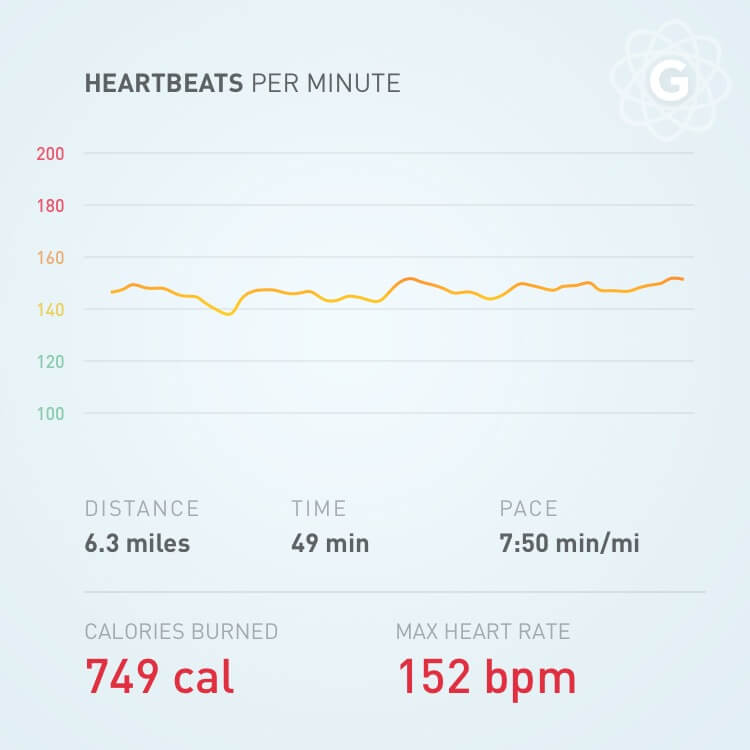 G
HEARTBEATS PER MINUTE
200
180
160
140
120
100
DISTANCE TIME PACE
6.3 miles 49 min 7:50 min/mi
CALORIES BURNED MAX HEART RATE
749 cal 152 bpm